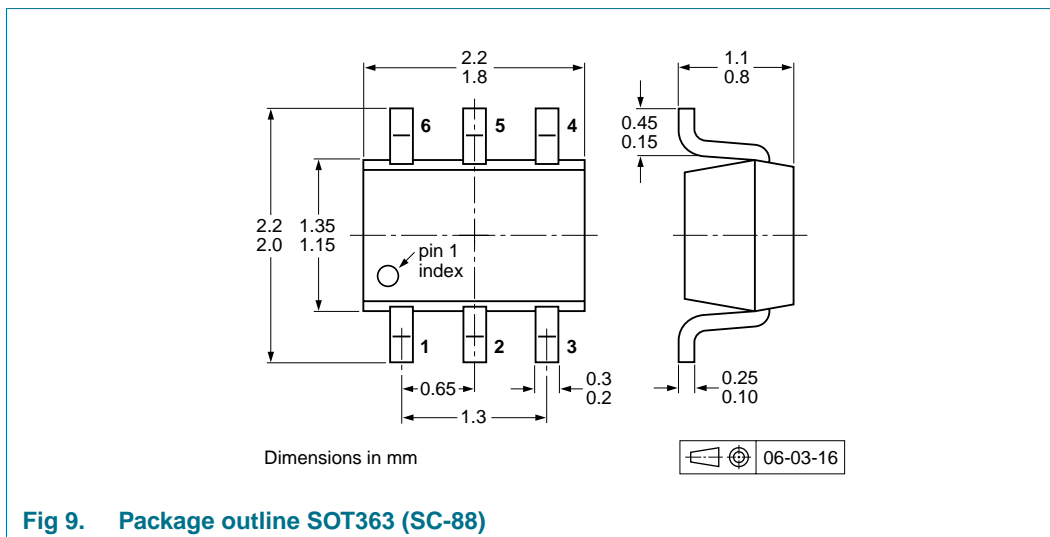 2.2
1.8
1.1
0.8
6 5 4
0.45
0.15
2.2 1.35
2.0 1.15
pin 1
index
1 2 3
0.65
0.3
0.2
0.25
0.10
1.3
Dimensions in mm
06-03-16
Fig 9. Package outline SOT363 (SC-88)